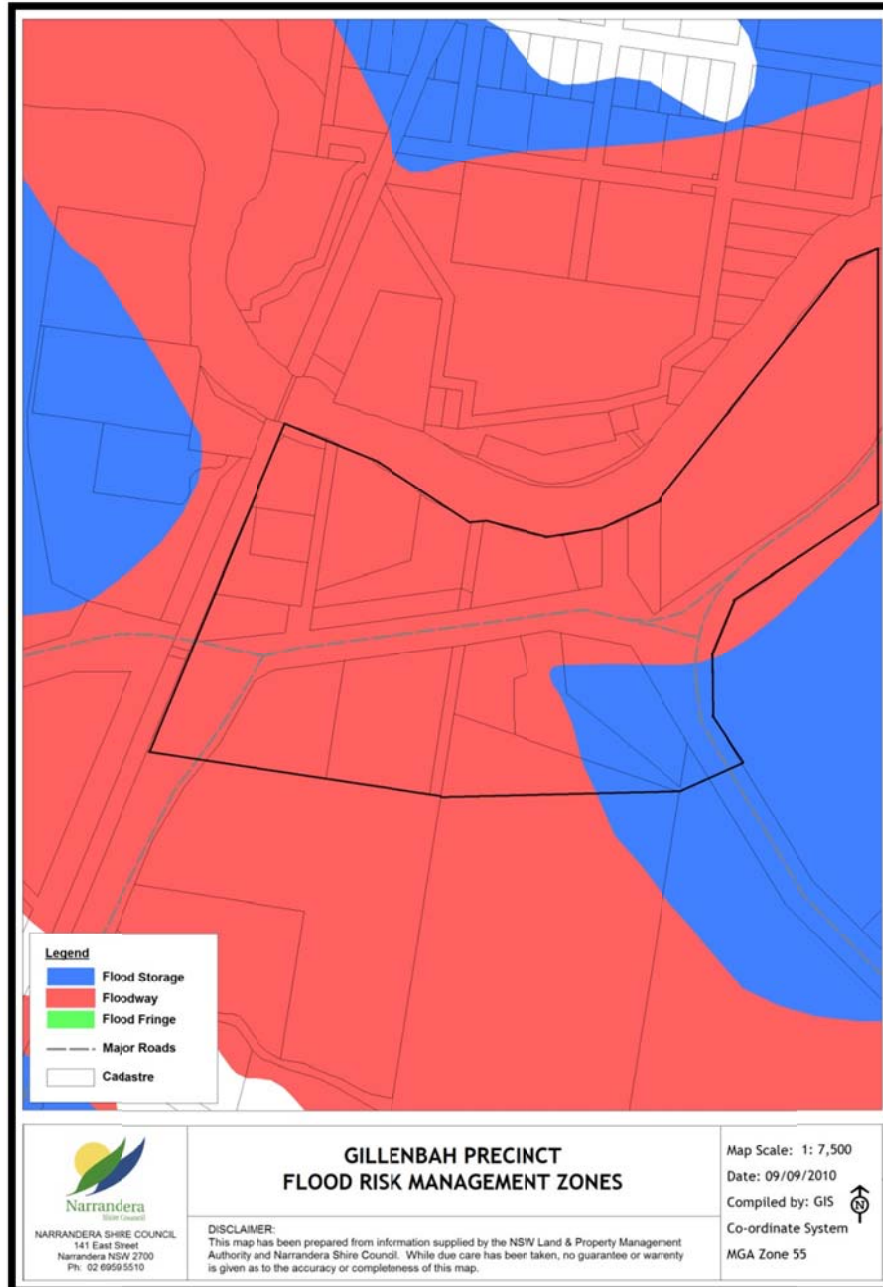 Legend
Flood Storage
Floodway
Flood Fringe
Major Roads
Cadastre
Narrandera
Shire Council
NARRANDERA SHIRE COUNCIL
141 East Street
Narrandera NSW 2700
Ph: 02 69595510
GILLENBAH PRECINCT
FLOOD RISK MANAGEMENT ZONES
DISCLAIMER:
This map has been prepared from information supplied by the NSW Land & Property Management
Authority and Narrandera Shire Council. While due care has been taken, no guarantee or warrenty
is given as to the accuracy or completeness of this map.
Map Scale: 1: 7,500
Date: 09/09/2010
Compiled by: GIS
N
Co-ordinate System
MGA Zone 55